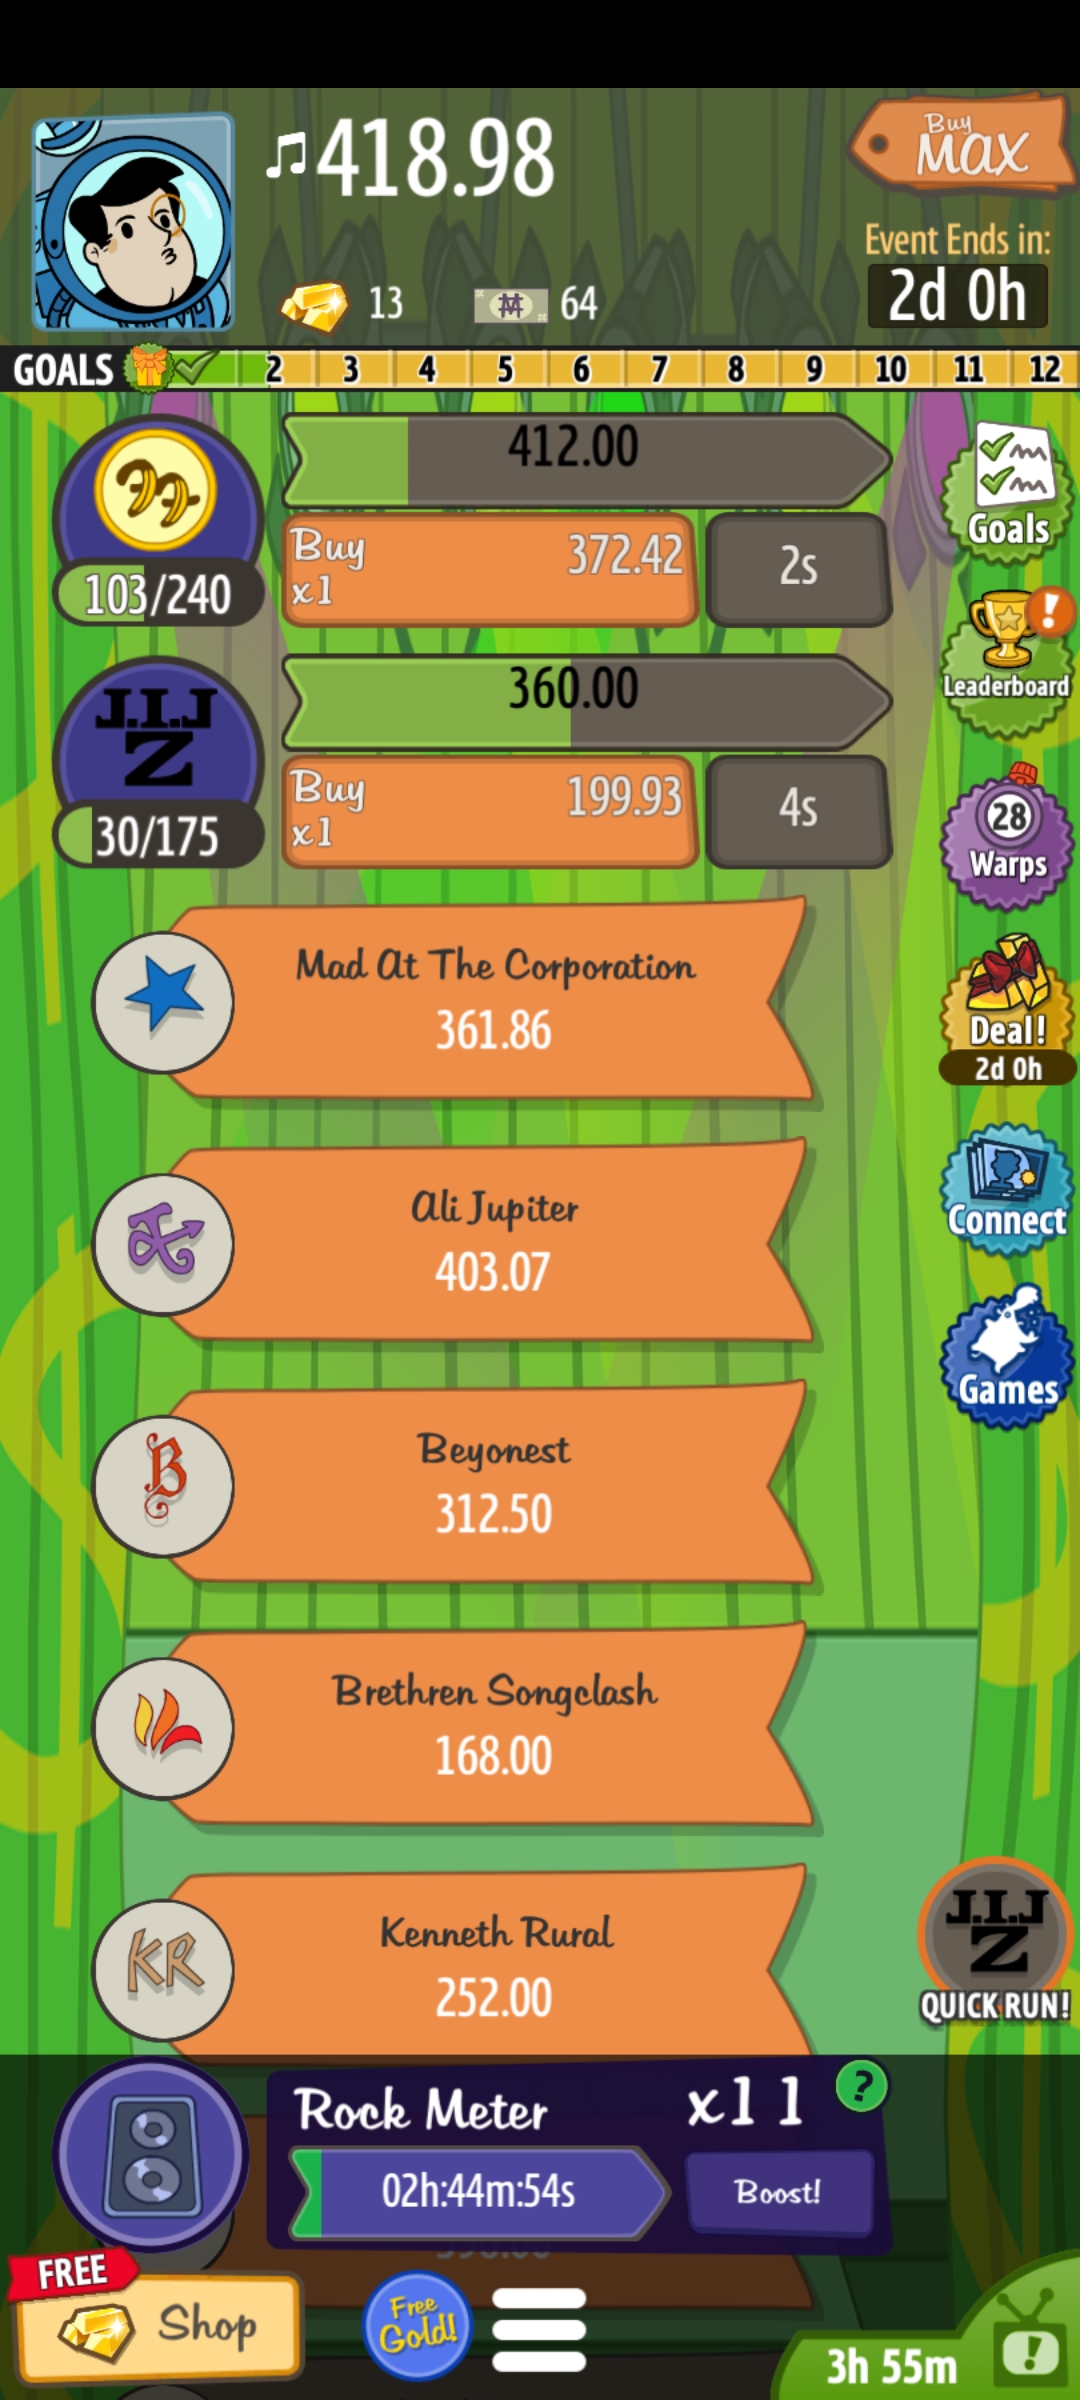 ♫418.98
Buy
MAX
Event Ends in:
2d 0h
13
64
GOALS 2 3 4 5 6 7 8 9 10 11 12
412.00
Buy
x1
372.42
2s
103/240
Goals
Leaderboard
!
J.I.J
Z
360.00
Buy
x1
199.93
4s
30/175
28
Warps
Mad At The Corporation
361.86
Deal!
2d 0h
Ali Jupiter
403.07
Connect
B
Beyonest
312.50
Games
Brethren Songclash
168.00
KR
Kenneth Rural
252.00
J.I.J
Z
QUICK RUN!
Rock Meter
x11
?
02h:44m:54s
Boost!
FREE
Shop
Free
Gold!
3h 55m
!